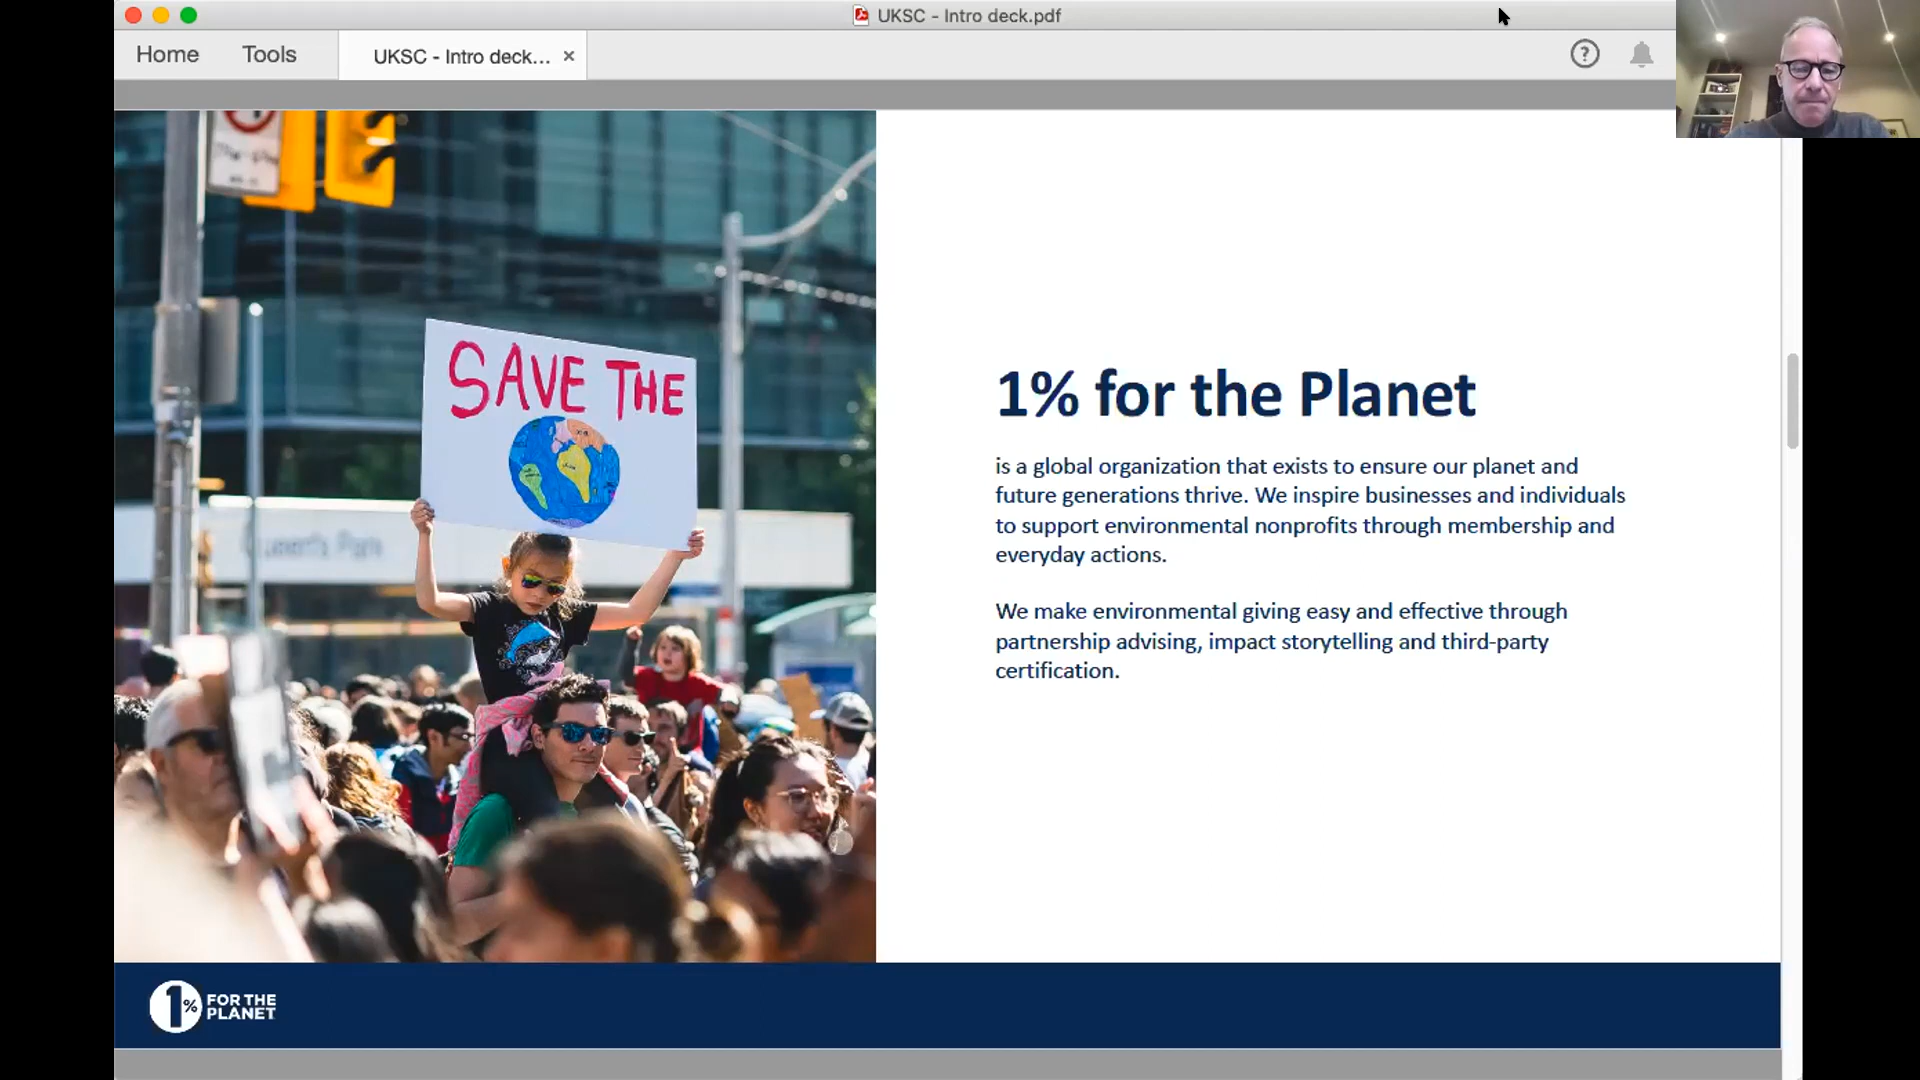 UKSC - Intro deck.pdf
Home
Tools
UKSC - Intro deck...
SAVE THE
Queen's Park
1% for the Planet
is a global organization that exists to ensure our planet and
future generations thrive. We inspire businesses and individuals
to support environmental nonprofits through membership and
everyday actions.
We make environmental giving easy and effective through
partnership advising, impact storytelling and third-party
certification.
1%
FOR THE
PLANET